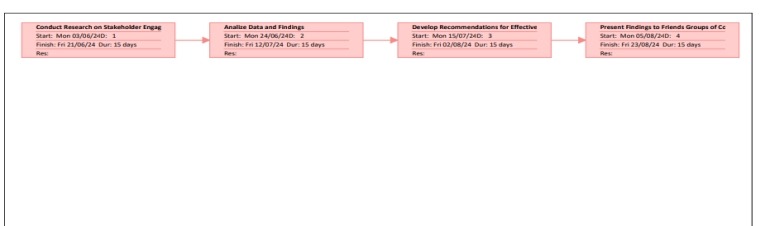 Conduct Research on Stakeholder Engag
Start: Mon 03/06/24ID: 1
Finish: Fri 21/06/24 Dur: 15 days
Res:
Analize Data and Findings
Start: Mon 24/06/24ID: 2
Finish: Fri 12/07/24 Dur: 15 days
Res:
Develop Recommendations for Effective
Start: Mon 15/07/24ID: 3
Finish: Fri 02/08/24 Dur: 15 days
Res:
Present Findings to Friends Groups of Cc
Start: Mon 05/08/24ID: 4
Finish: Fri 23/08/24 Dur: 15 days
Res: